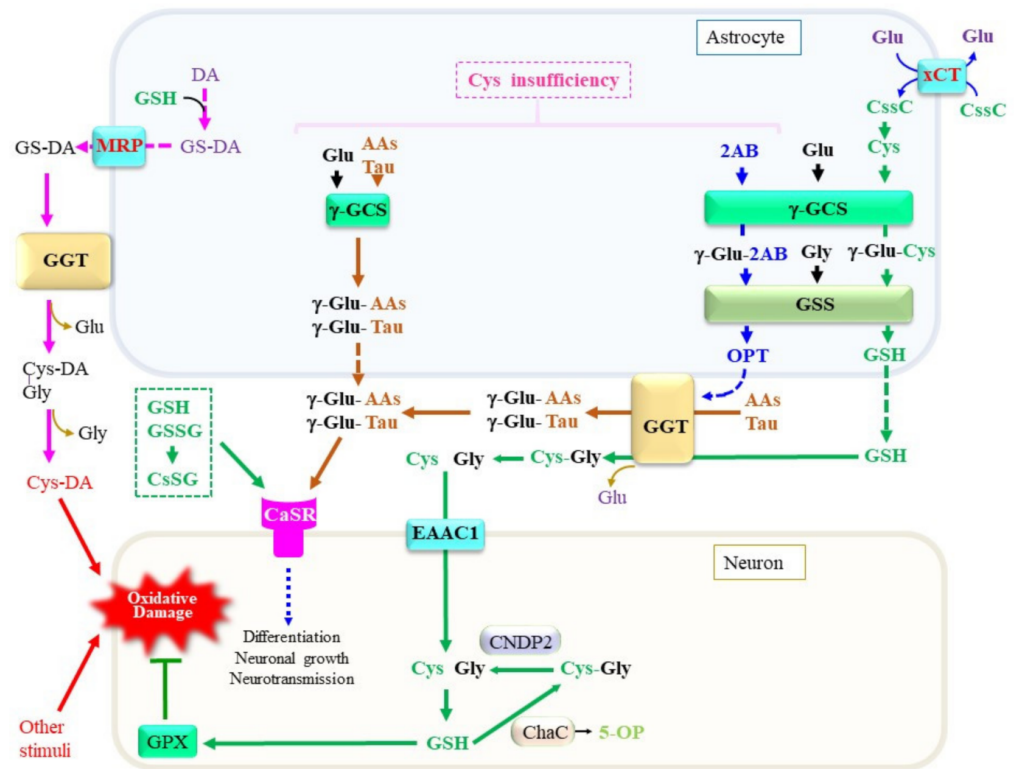 Astrocyte
Glu
Glu
xCT
CssC
CssC
Cys
DA
GSH
GS-DA
MRP
GS-DA
Cys insufficiency
Glu
AAs
Tau
γ-GCS
2AB
Glu
γ-GCS
γ-Glu-2AB
Gly
γ-Glu-Cys
GSS
OPT
GSH
γ-Glu- AAs
γ-Glu- Tau
GGT
Glu
Cys-DA
Gly
Gly
Cys-DA
GSH
GSSG
CsSG
γ-Glu- AAs
γ-Glu- Tau
γ-Glu- AAs
γ-Glu- Tau
GGT
AAs
Tau
Cys Gly
Cys-Gly
GSH
Glu
CaSR
EAAC1
Neuron
Oxidative
Damage
Differentiation
Neuronal growth
Neurotransmission
CNDP2
Cys Gly
Cys-Gly
ChaC
5-OP
Other
stimuli
GPX
GSH